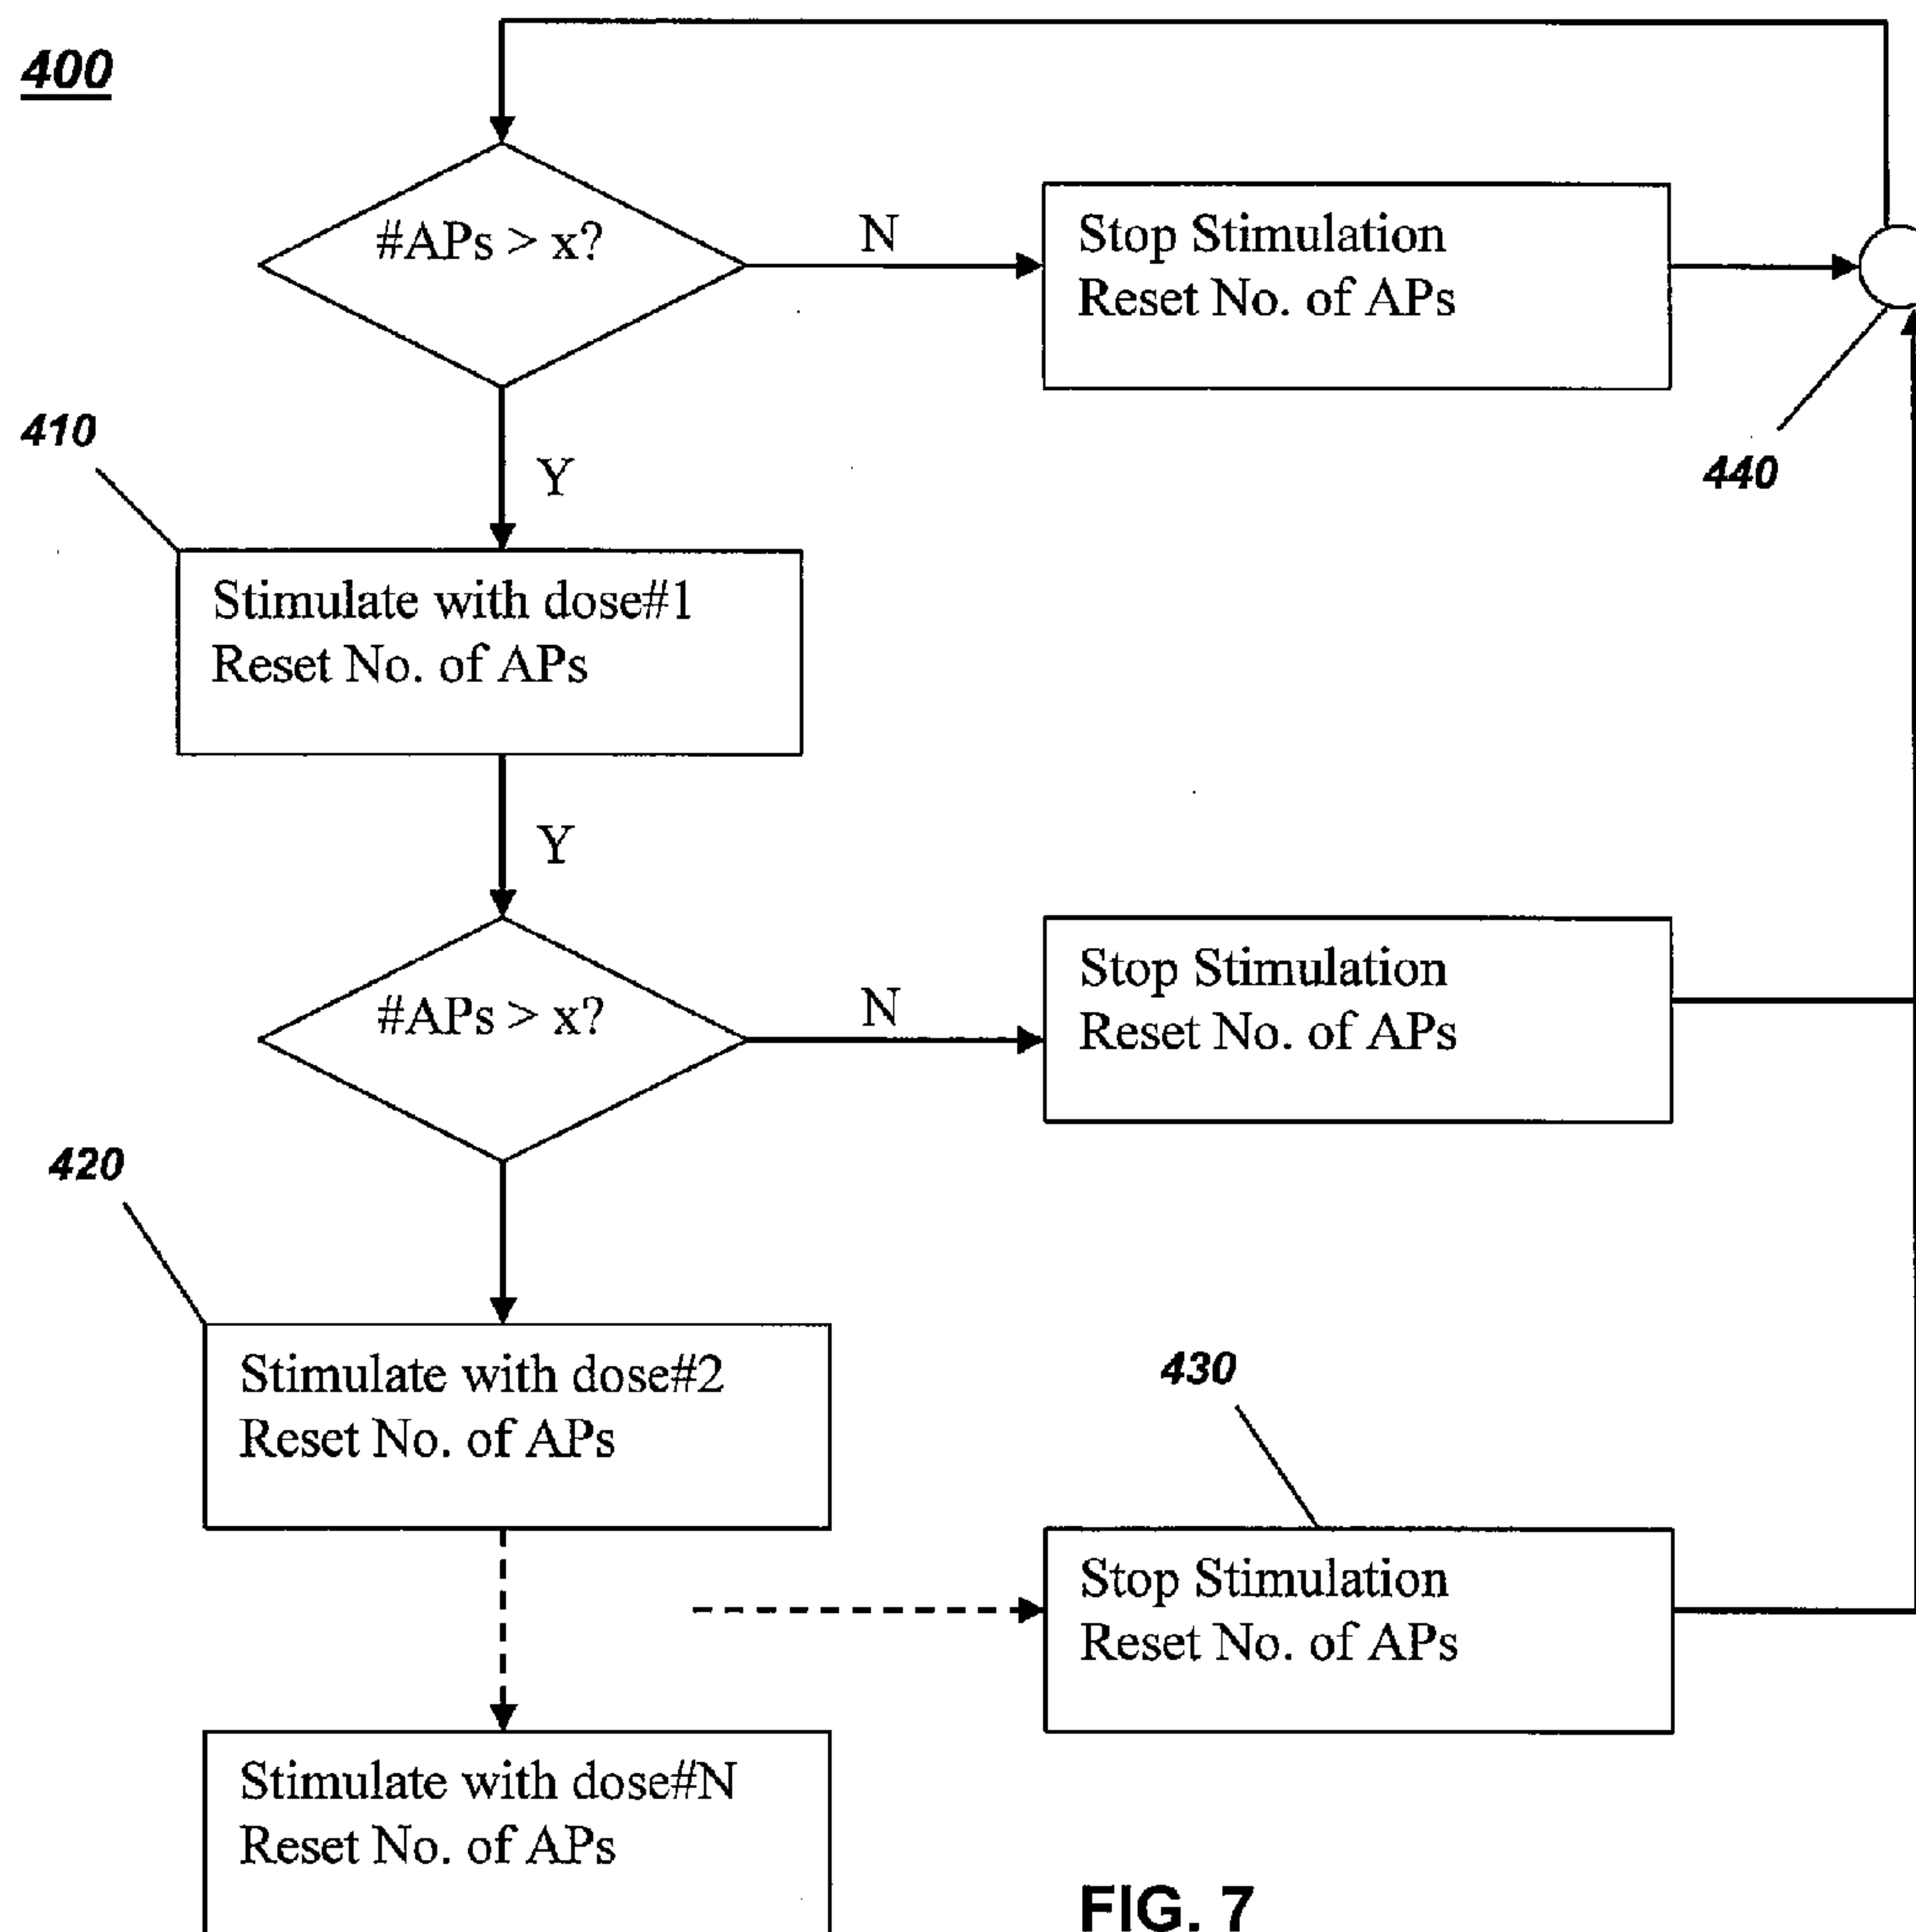 400
#APs > x?
N
Stop Stimulation
Reset No. of APs
440
410
Y
Stimulate with dose#1
Reset No. of APs
Y
#APs > x?
N
Stop Stimulation
Reset No. of APs
420
Stimulate with dose#2
Reset No. of APs
430
Stop Stimulation
Reset No. of APs
Stimulate with dose#N
Reset No. of APs
FIG. 7